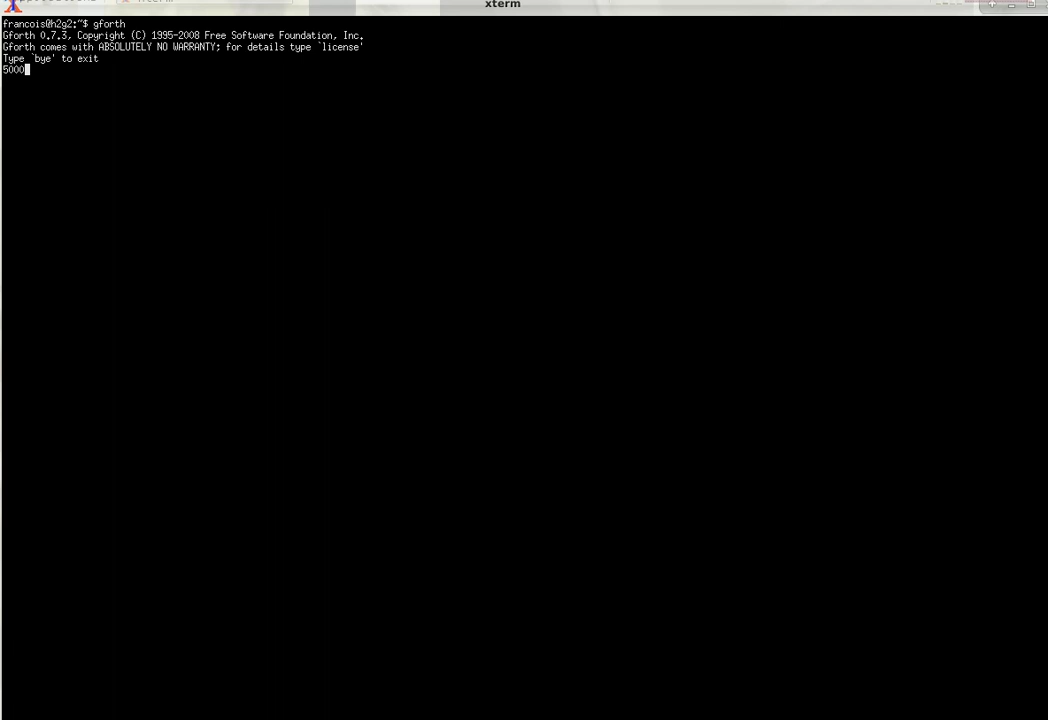 xterm
francois@h2g2:~$ gforth
Gforth 0.7.3, Copyright (C) 1995-2008 Free Software Foundation, Inc.
Gforth comes with ABSOLUTELY NO WARRANTY; for details type `license'
Type `bye' to exit
5000